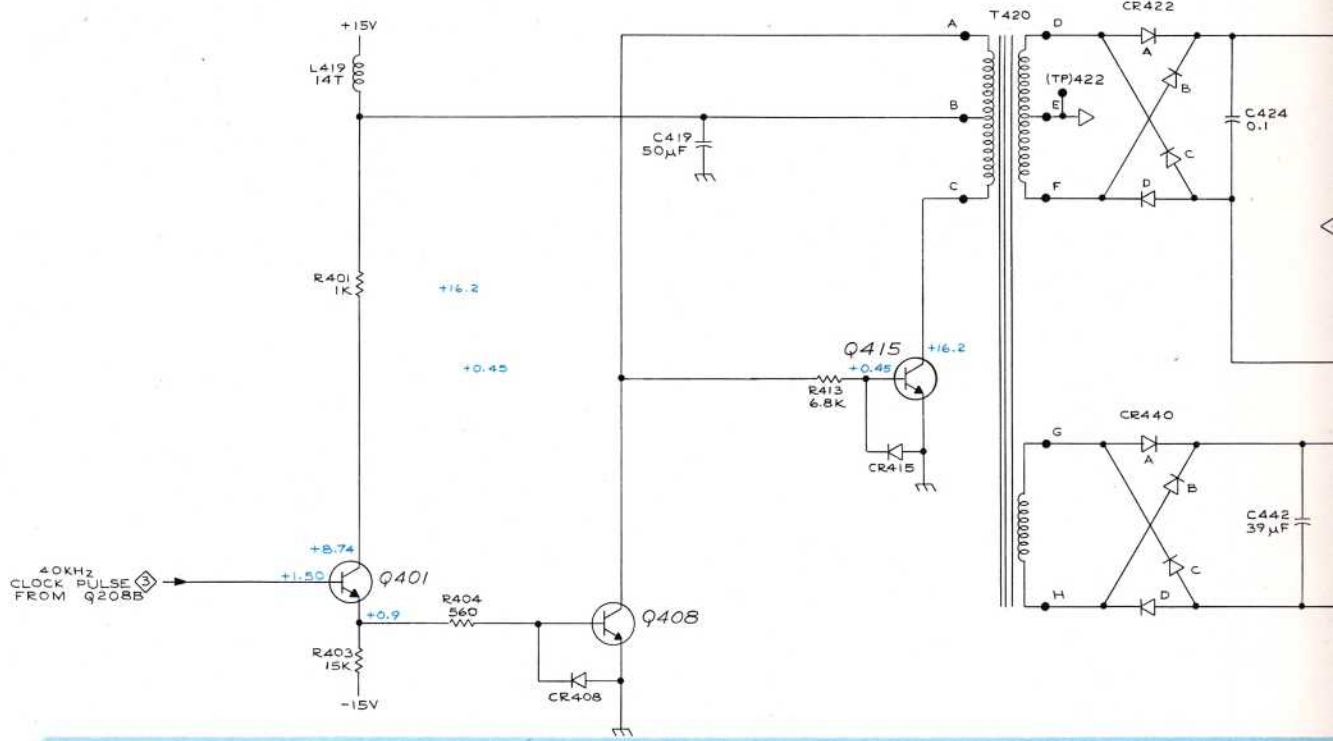 CR422
T420
+15V
A
D
A
L419
14T
(TP)422
B
B
E
C419
50µF
C424
0.1
C
C
D
F
R401
1K
+16.2
Q415
+16.2
+0.45
+0.45
R413
6.8K
CR415
CR440
G
A
B
C442
39µF
+8.74
40KHZ
CLOCK PULSE 3
FROM Q208B
+1.50
Q401
C
R404
560
Q408
D
H
+0.9
R403
15K
CR408
-15V